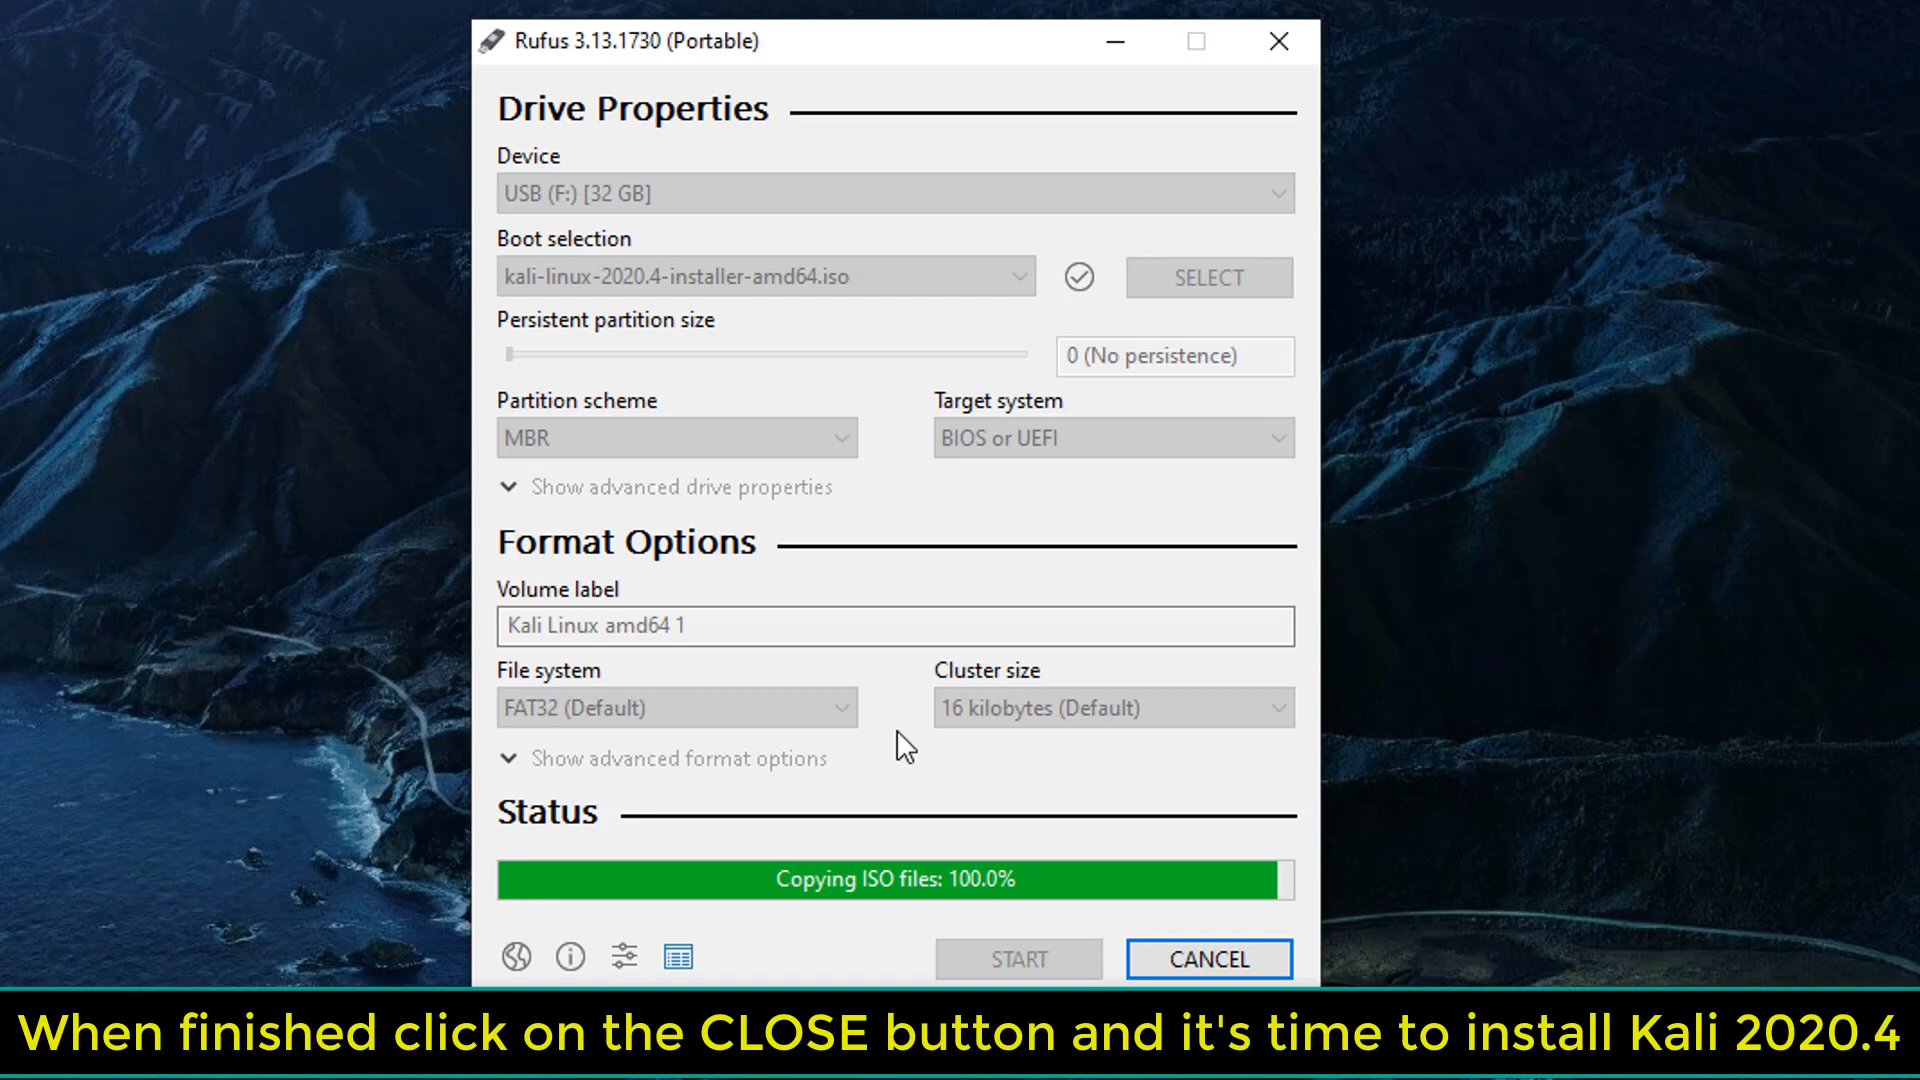 Rufus 3.13.1730 (Portable)
Drive Properties
Device
USB (F:) [32 GB]
Boot selection
kali-linux-2020.4-installer-amd64.iso
SELECT
Persistent partition size
0 (No persistence)
Partition scheme
Target system
MBR
BIOS or UEFI
Show advanced drive properties
Format Options
Volume label
Kali Linux amd64 1
File system
Cluster size
FAT32 (Default)
16 kilobytes (Default)
Show advanced format options
Status
Copying ISO files: 100.0%
START
CANCEL
When finished click on the CLOSE button and it's time to install Kali 2020.4